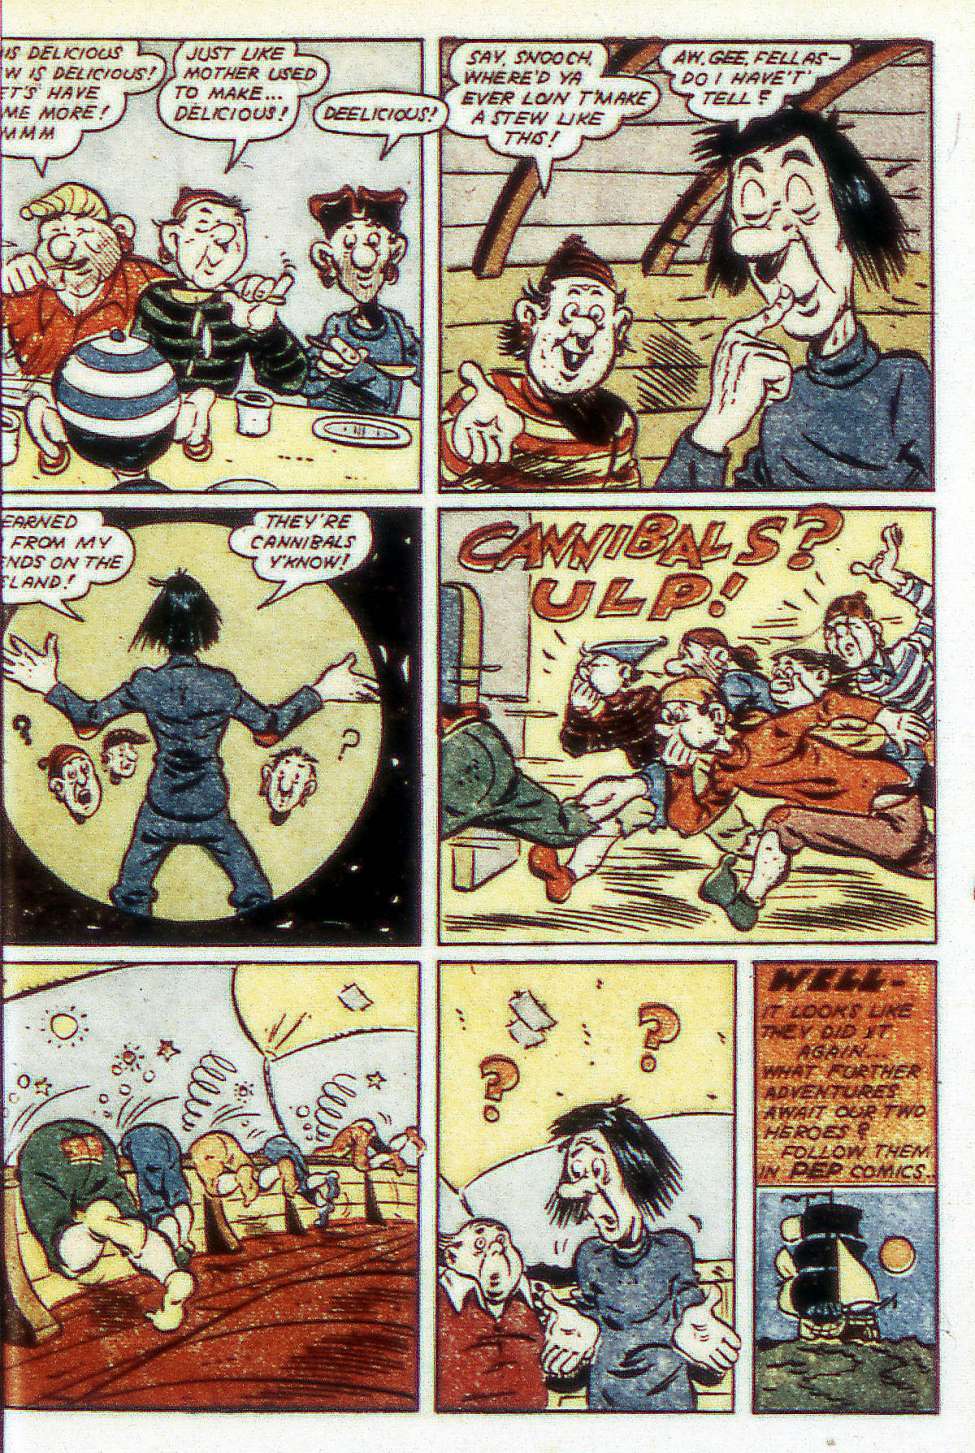 IS DELICIOUS
W IS DELICIOUS!
ET'S HAVE
ME MORE!
MMM
JUST LIKE
MOTHER USED
TO MAKE...
DELICIOUS!
DEELICIOUS!
SAY, SNOOCH,
WHERE'D YA
EVER LOIN T'MAKE
A STEW LIKE
THIS!
AW, GEE, FELLAS-
DO I HAVE 'T'
TELL?
EARNED
FROM MY
ENDS ON THE
SLAND!
THEY'RE
CANNIBALS
Y'KNOW!
?
?
CANNIBALS?
ULP!
?
?
WELL-
IT LOOKS LIKE
THEY DID IT
AGAIN...
WHAT FURTHER
ADVENTURES
AWAIT OUR TWO
HEROES?
FOLLOW THEM
IN PEP COMICS.